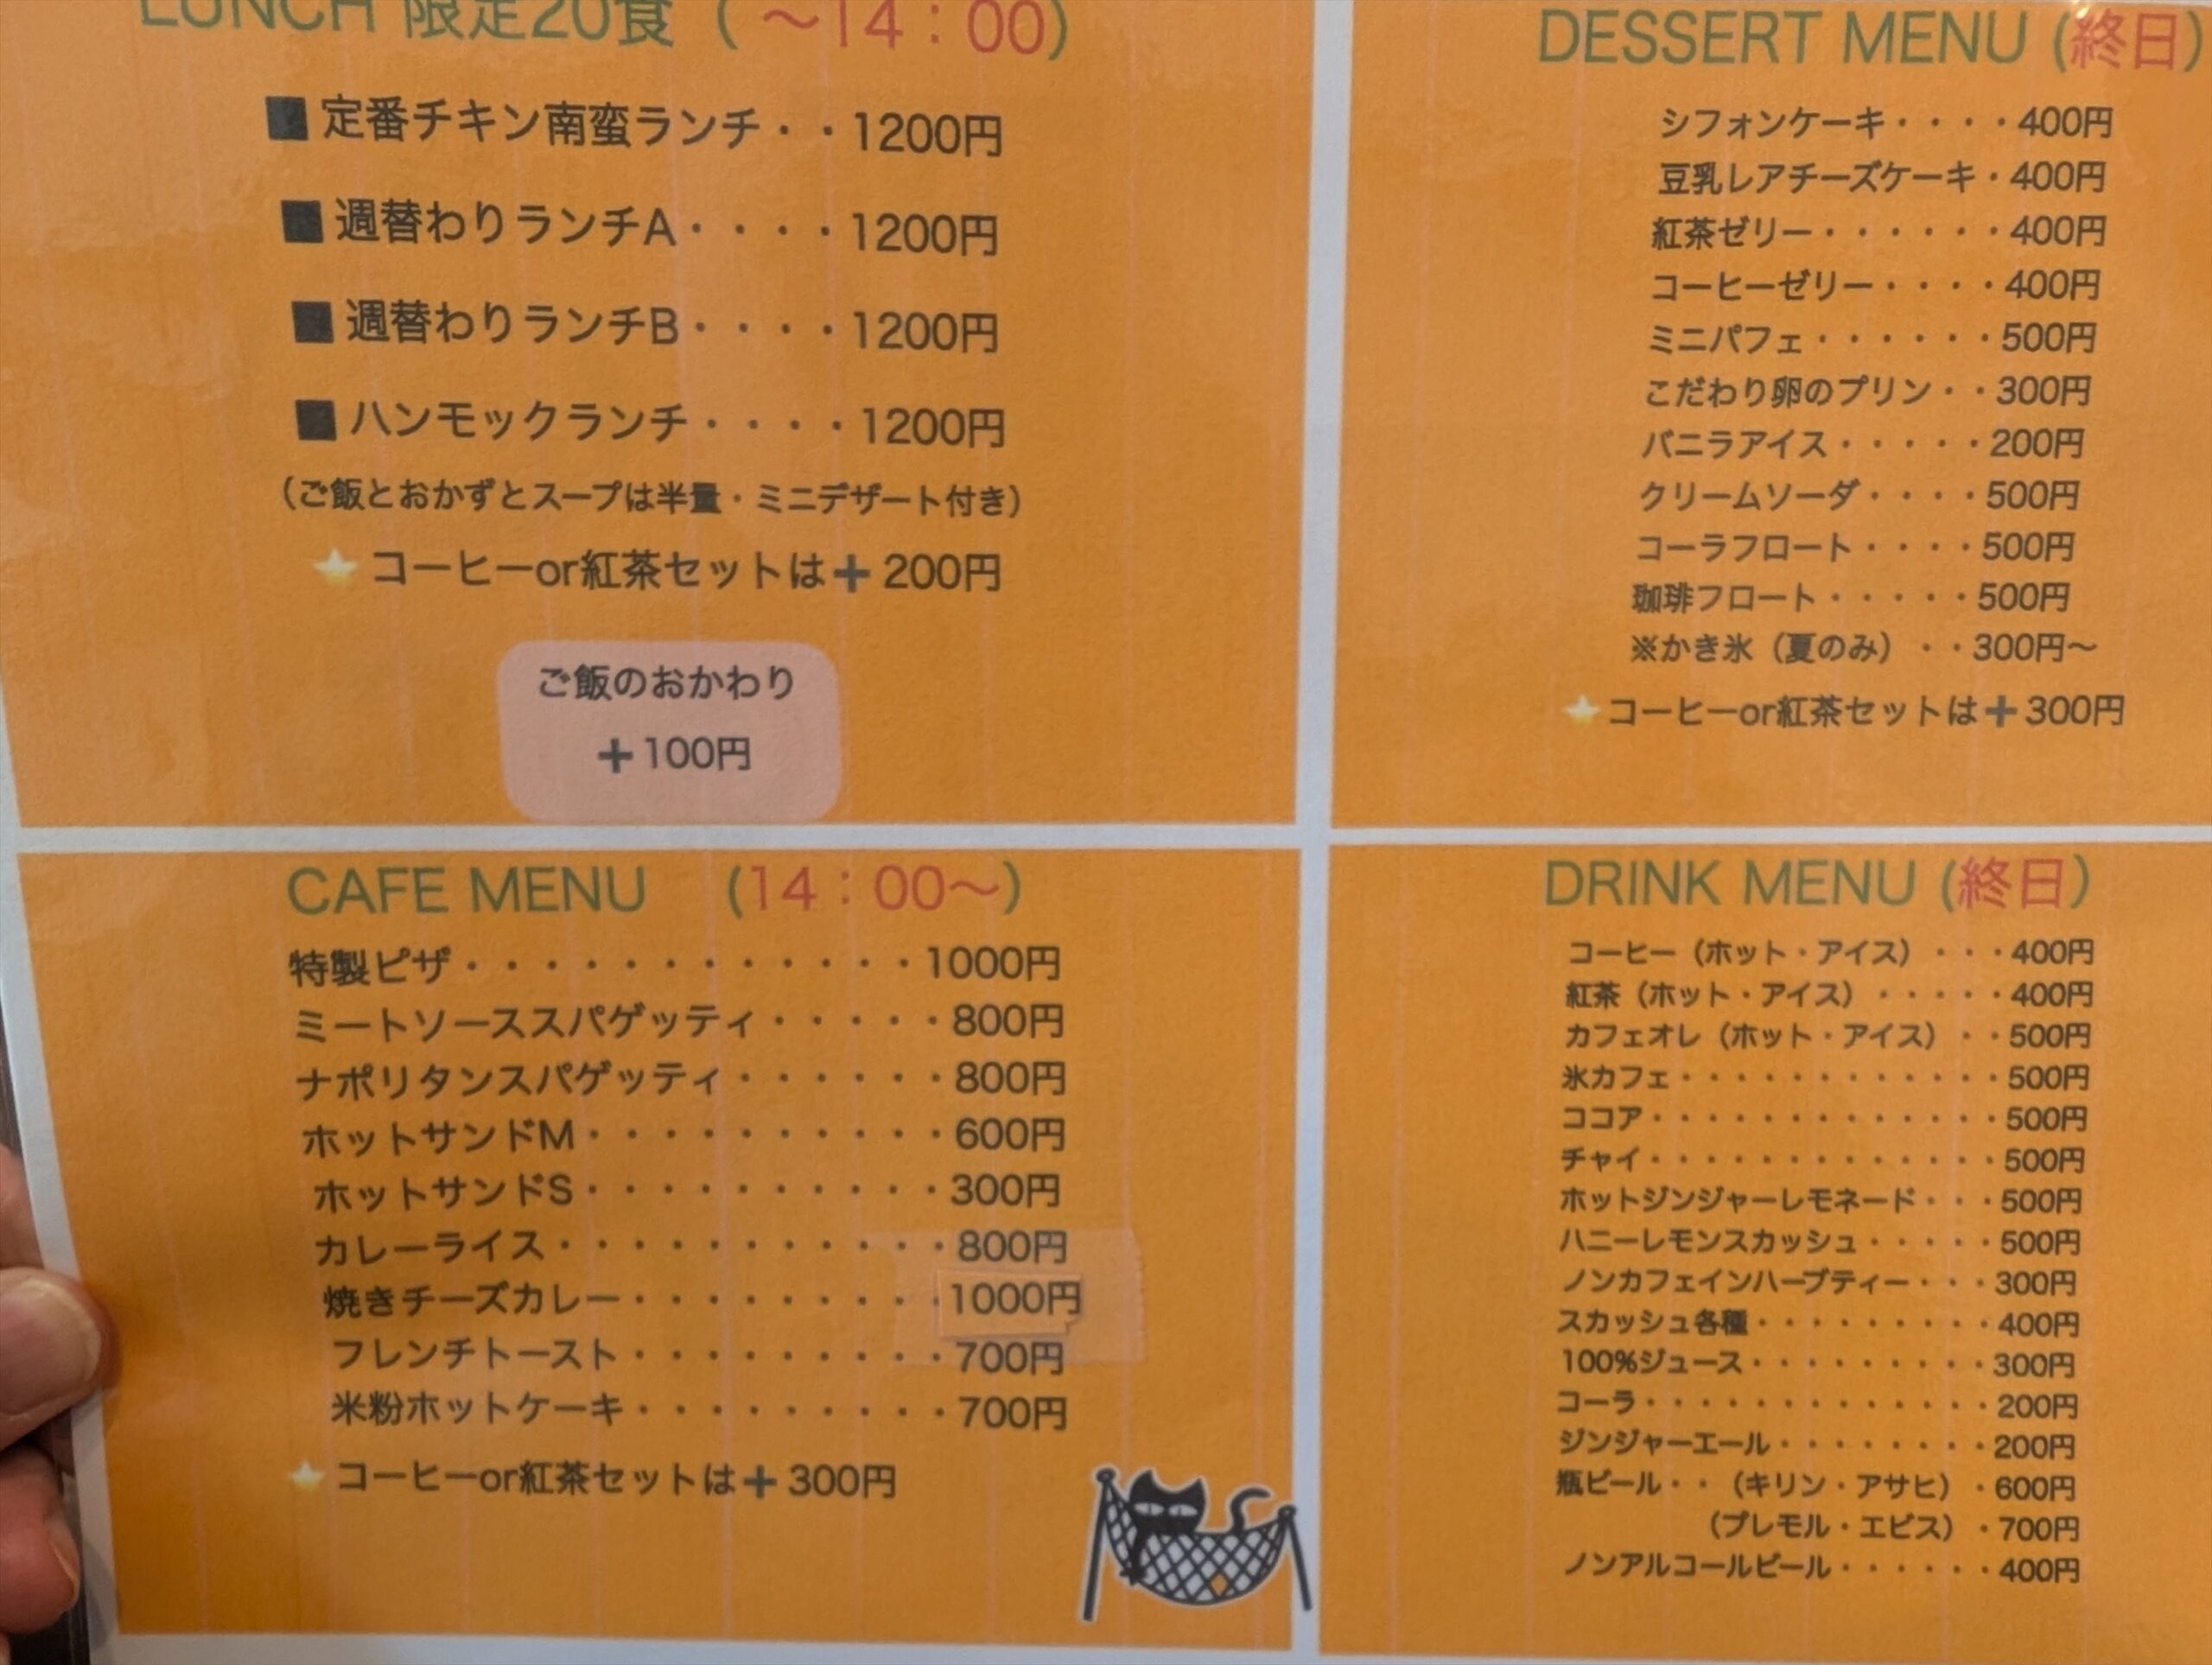 LUNCH 限定20食（～14：00）
■ 定番チキン南蛮ランチ・・1200円
■ 週替わりランチA・・・・1200円
■ 週替わりランチB・・・・1200円
■ ハンモックランチ・・・・1200円
（ご飯とおかずとスープは半量・ミニデザート付き）
⭐ コーヒーor紅茶セットは➕200円
ご飯のおかわり
➕100円
DESSERT MENU (終日)
シフォンケーキ・・・・400円
豆乳レアチーズケーキ・400円
紅茶ゼリー・・・・・・400円
コーヒーゼリー・・・・400円
ミニパフェ・・・・・・500円
こだわり卵のプリン・・300円
バニラアイス・・・・・200円
クリームソーダ・・・・500円
コーラフロート・・・・500円
珈琲フロート・・・・・500円
※かき氷（夏のみ）・・300円～
⭐コーヒーor紅茶セットは➕300円
CAFE MENU （14：00～）
特製ピザ・・・・・・・・・・・・1000円
ミートソーススパゲッティ・・・・・800円
ナポリタンスパゲッティ・・・・・・800円
ホットサンドM・・・・・・・・・・600円
ホットサンドS・・・・・・・・・・300円
カレーライス・・・・・・・・・・・800円
焼きチーズカレー・・・・・・・・・1000円
フレンチトースト・・・・・・・・・700円
米粉ホットケーキ・・・・・・・・・700円
⭐ コーヒーor紅茶セットは➕300円
DRINK MENU (終日)
コーヒー（ホット・アイス）・・・400円
紅茶（ホット・アイス）・・・・・400円
カフェオレ（ホット・アイス）・・500円
氷カフェ・・・・・・・・・・・・500円
ココア・・・・・・・・・・・・・500円
チャイ・・・・・・・・・・・・・500円
ホットジンジャーレモネード・・・500円
ハニーレモンスカッシュ・・・・・500円
ノンカフェインハーブティー・・・300円
スカッシュ各種・・・・・・・・・400円
100%ジュース・・・・・・・・・300円
コーラ・・・・・・・・・・・・・200円
ジンジャーエール・・・・・・・・200円
瓶ビール・・（キリン・アサヒ）・600円
（プレモル・エビス）・700円
ノンアルコールビール・・・・・・400円